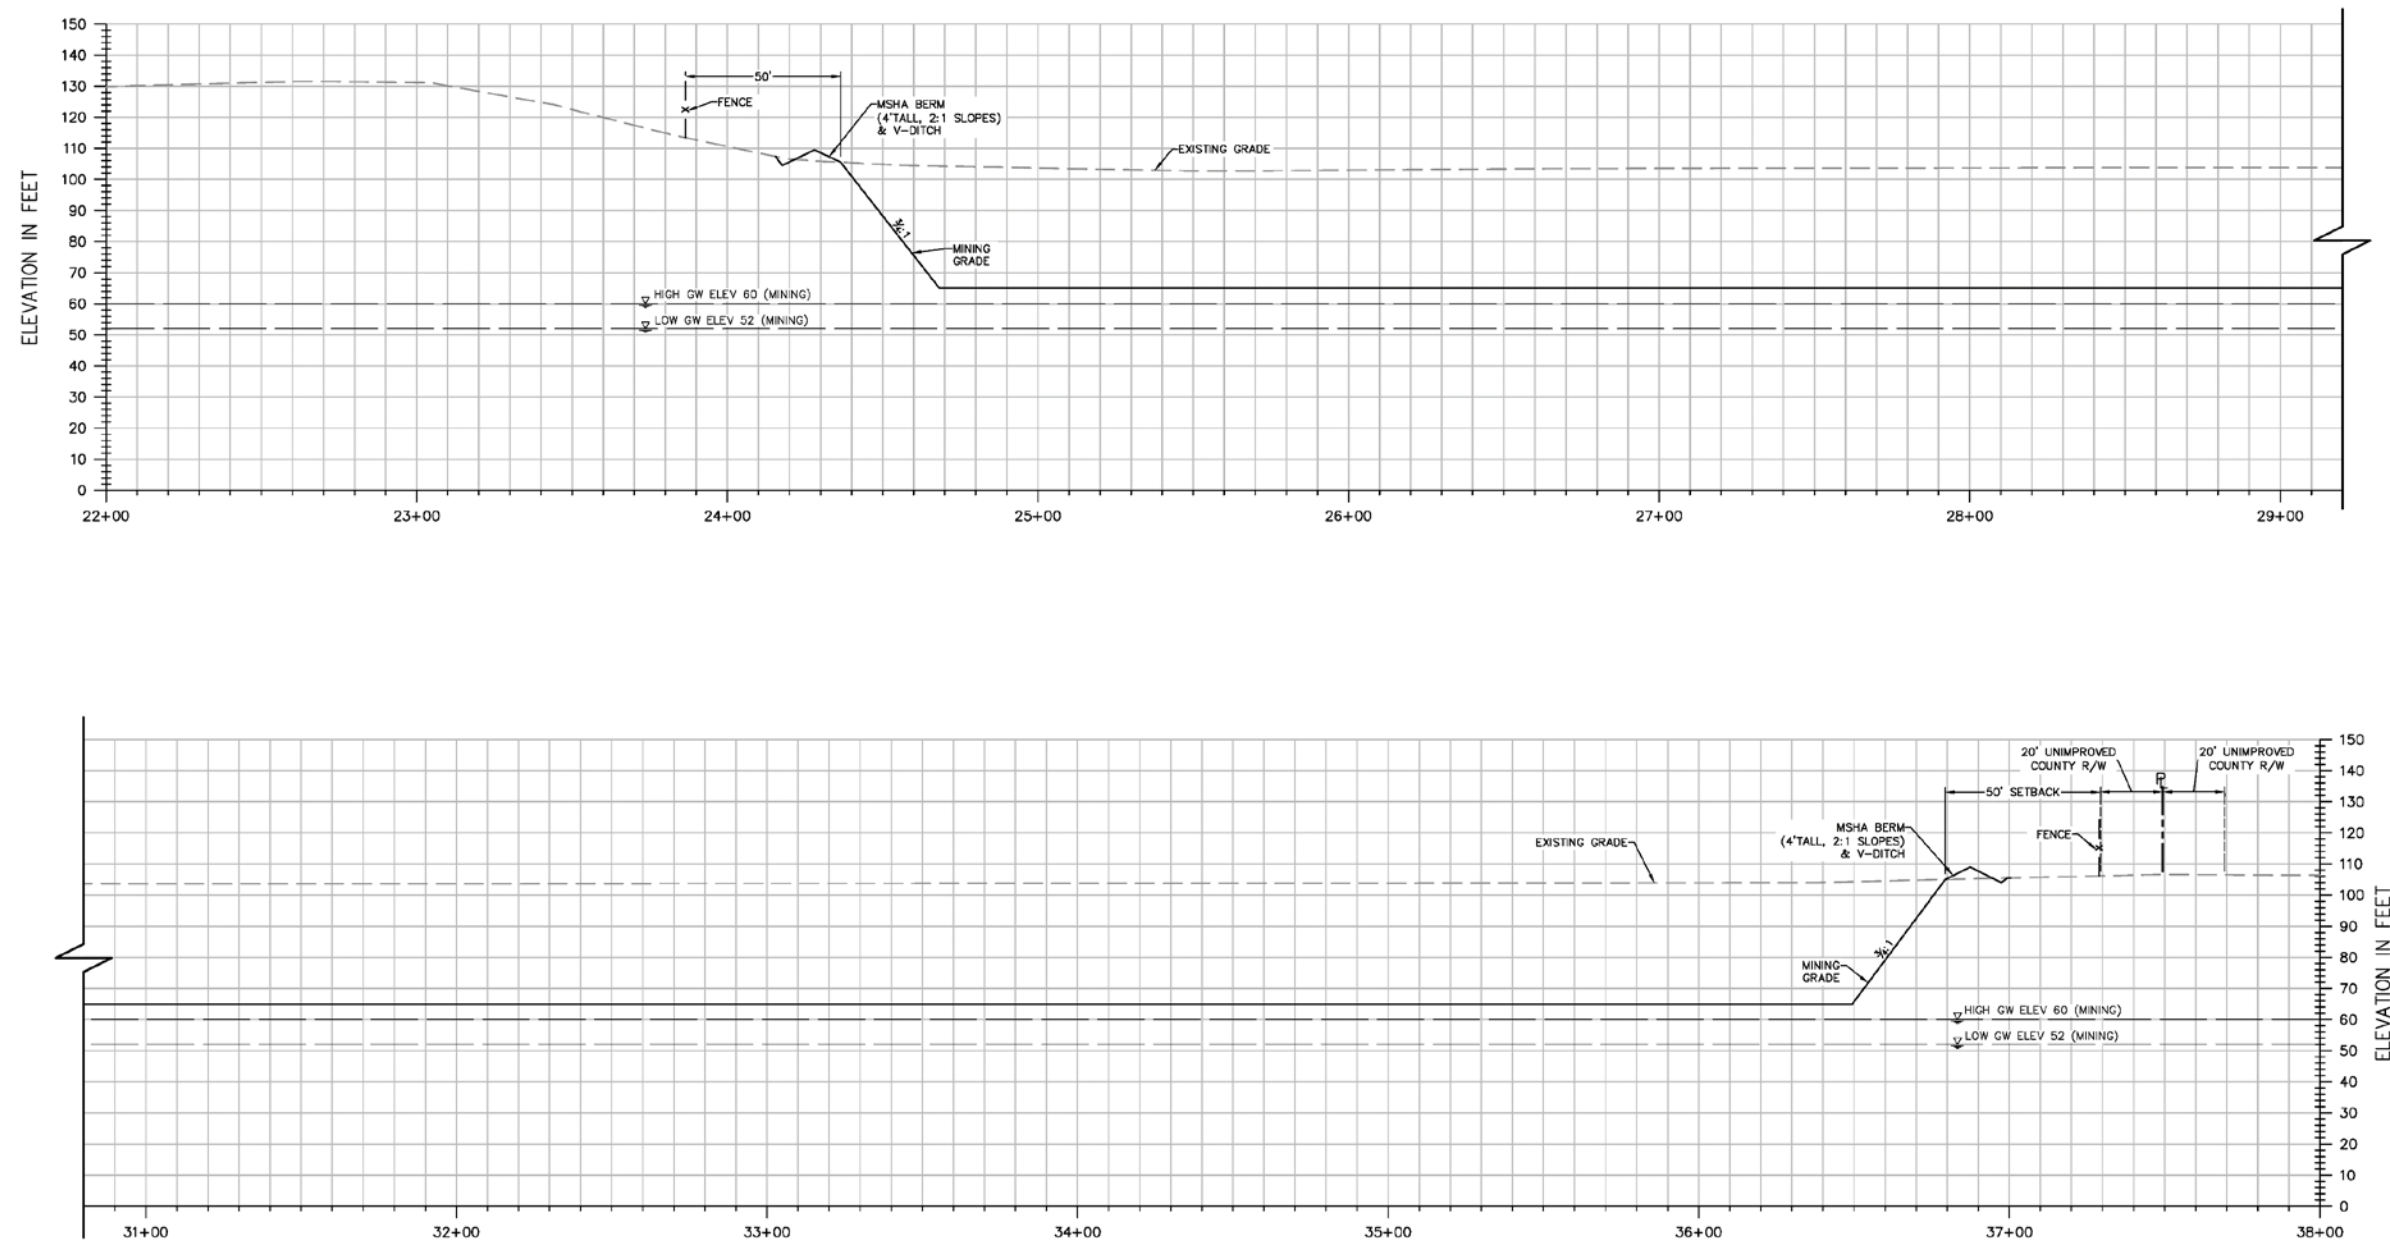 150
140
130
120
110
100
90
80
70
60
50
40
30
20
10
0
ELEVATION IN FEET
50'
FENCE
MSHA BERM
(4'TALL, 2:1 SLOPES)
& V-DITCH
EXISTING GRADE
¾:1
MINING
GRADE
HIGH GW ELEV 60 (MINING)
LOW GW ELEV 52 (MINING)
22+00 23+00 24+00 25+00 26+00 27+00 28+00 29+00
20' UNIMPROVED
COUNTY R/W
PL
20' UNIMPROVED
COUNTY R/W
50' SETBACK
MSHA BERM
(4'TALL, 2:1 SLOPES)
& V-DITCH
FENCE
EXISTING GRADE
¾:1
MINING
GRADE
HIGH GW ELEV 60 (MINING)
LOW GW ELEV 52 (MINING)
150
140
130
120
110
100
90
80
70
60
50
40
30
20
10
0
ELEVATION IN FEET
31+00 32+00 33+00 34+00 35+00 36+00 37+00 38+00